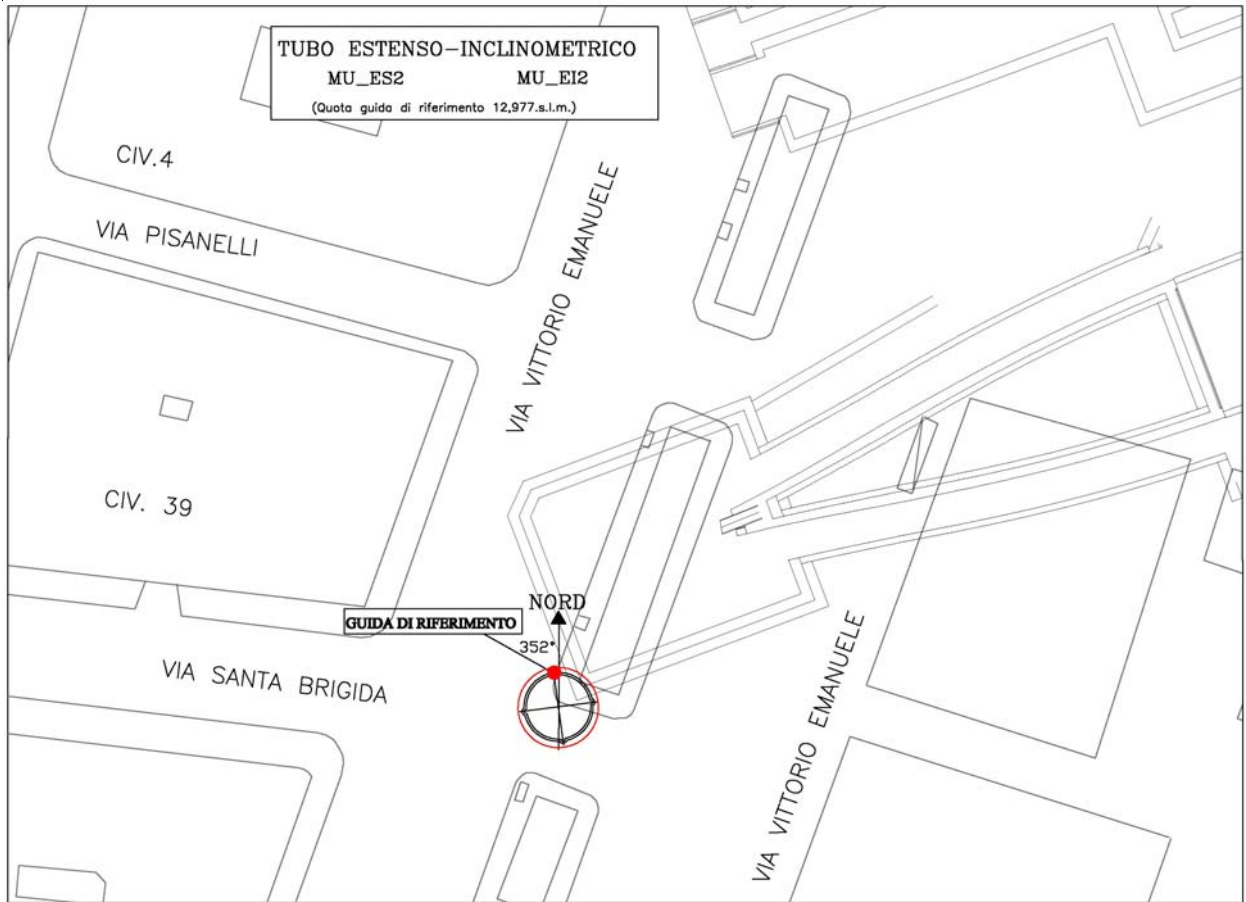 TUBO ESTENSO-INCLINOMETRICO
MU_ES2 MU_EI2
(Quota guida di riferimento 12,977.s.l.m.)
CIV.4
VIA PISANELLI
VIA VITTORIO EMANUELE
CIV. 39
NORD
GUIDA DI RIFERIMENTO
352°
VIA SANTA BRIGIDA
VIA VITTORIO EMANUELE